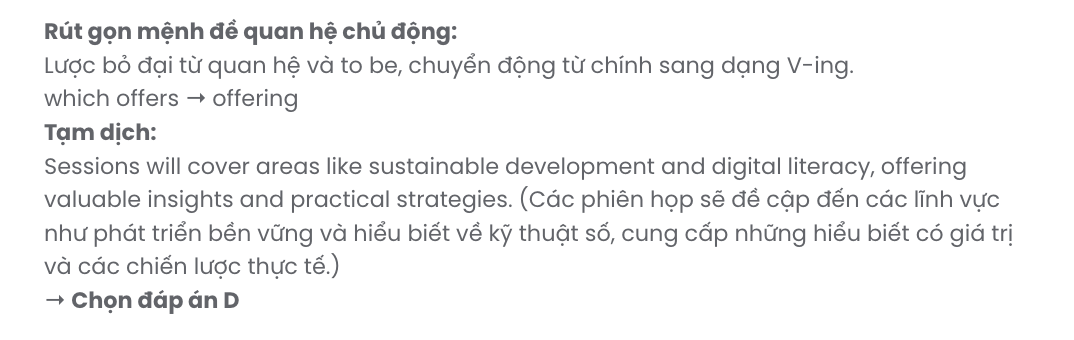 Rút gọn mệnh đề quan hệ chủ động:
Lược bỏ đại từ quan hệ và to be, chuyển động từ chính sang dạng V-ing.
which offers → offering
Tạm dịch:
Sessions will cover areas like sustainable development and digital literacy, offering
valuable insights and practical strategies. (Các phiên họp sẽ đề cập đến các lĩnh vực
như phát triển bền vững và hiểu biết về kỹ thuật số, cung cấp những hiểu biết có giá trị
và các chiến lược thực tế.)
→ Chọn đáp án D